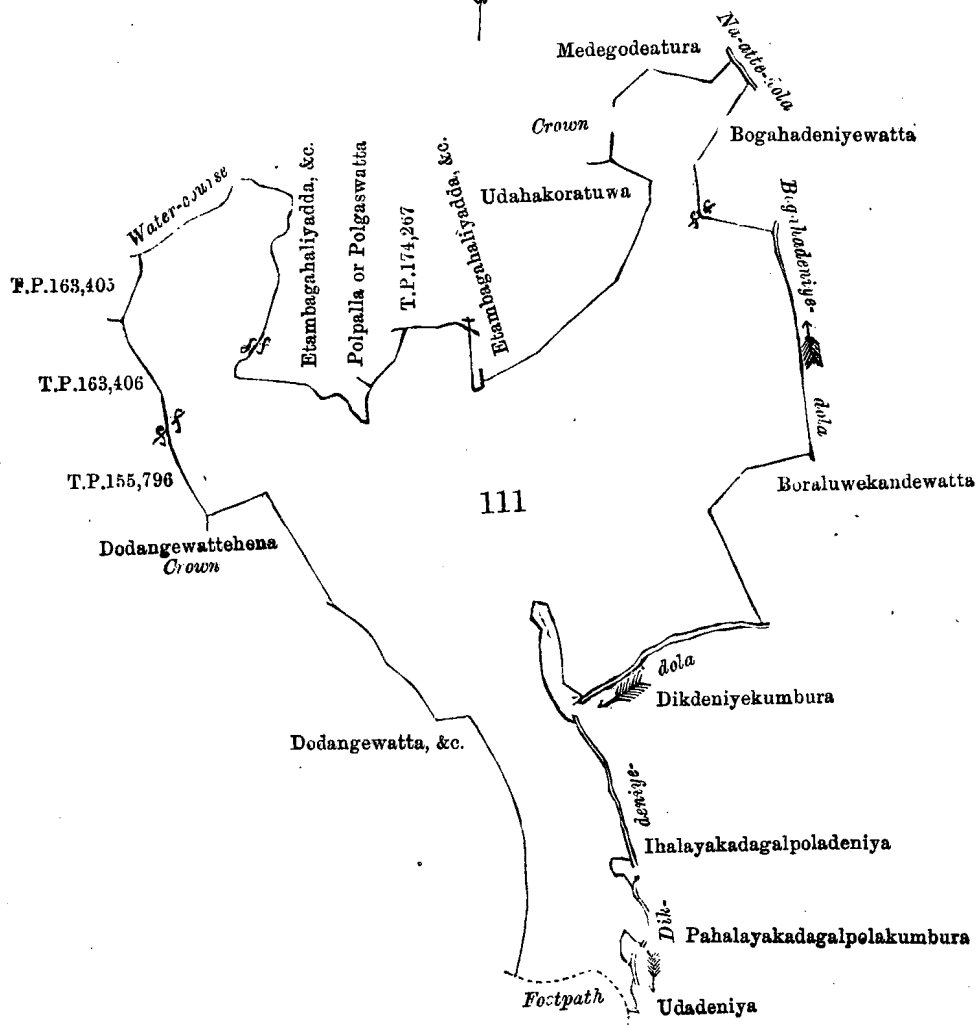 Medegodeatura
Na-atte-dola
Crown
Bogahadeniyewatta
Water-course
Etambagahaliyadda, &c.
Polpalla or Polgaswatta
T.P.174,267
Etambagahaliyadda, &c.
Udahakoratuwa
Bogahadeniye-
dola
T.P.163,405
T.P.163,406
T.P.155,796
111
Boraluwekandewatta
Dodangewattehena
Crown
dola
Dikdeniyekumbura
Dodangewatta, &c.
deniye-
Ihalayakadagalpoladeniya
Dik-
Pahalayakadagalpolakumbura
Footpath
Udadeniya